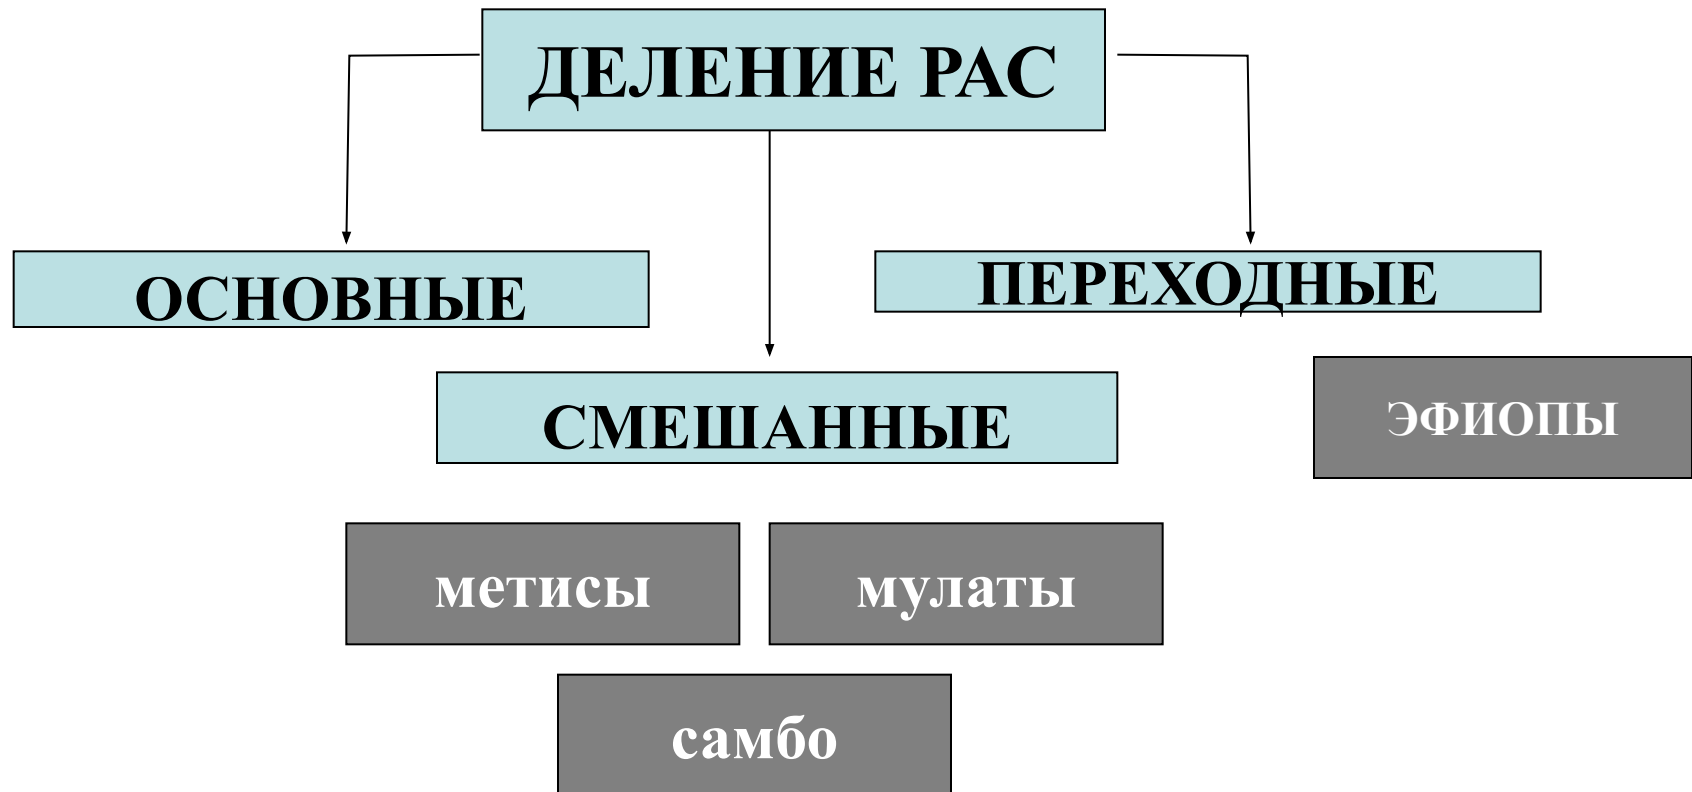 ДЕЛЕНИЕ РАС
ОСНОВНЫЕ
ПЕРЕХОДНЫЕ
СМЕШАННЫЕ
ЭФИОПЫ
метисы
мулаты
самбо